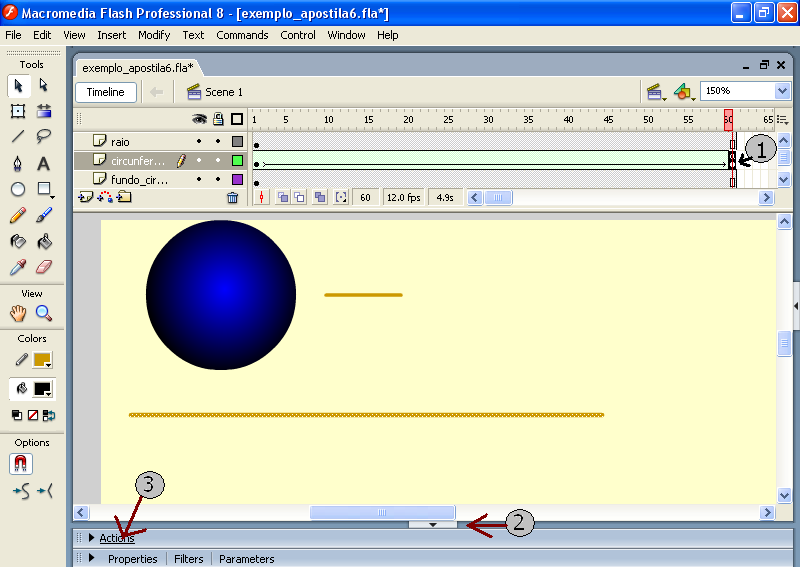 Macromedia Flash Professional 8 - [exemplo_apostila6.fla*]
File Edit View Insert Modify Text Commands Control Window Help
Tools
exemplo_apostila6.fla*
Timeline Scene 1 150%
1 5 10 15 20 25 30 35 40 45 50 55 60 65
raio
circunfer...
fundo_cir...
1
60 12.0 fps 4.9s
A
View
Colors
Options
3
2
Actions
Properties Filters Parameters